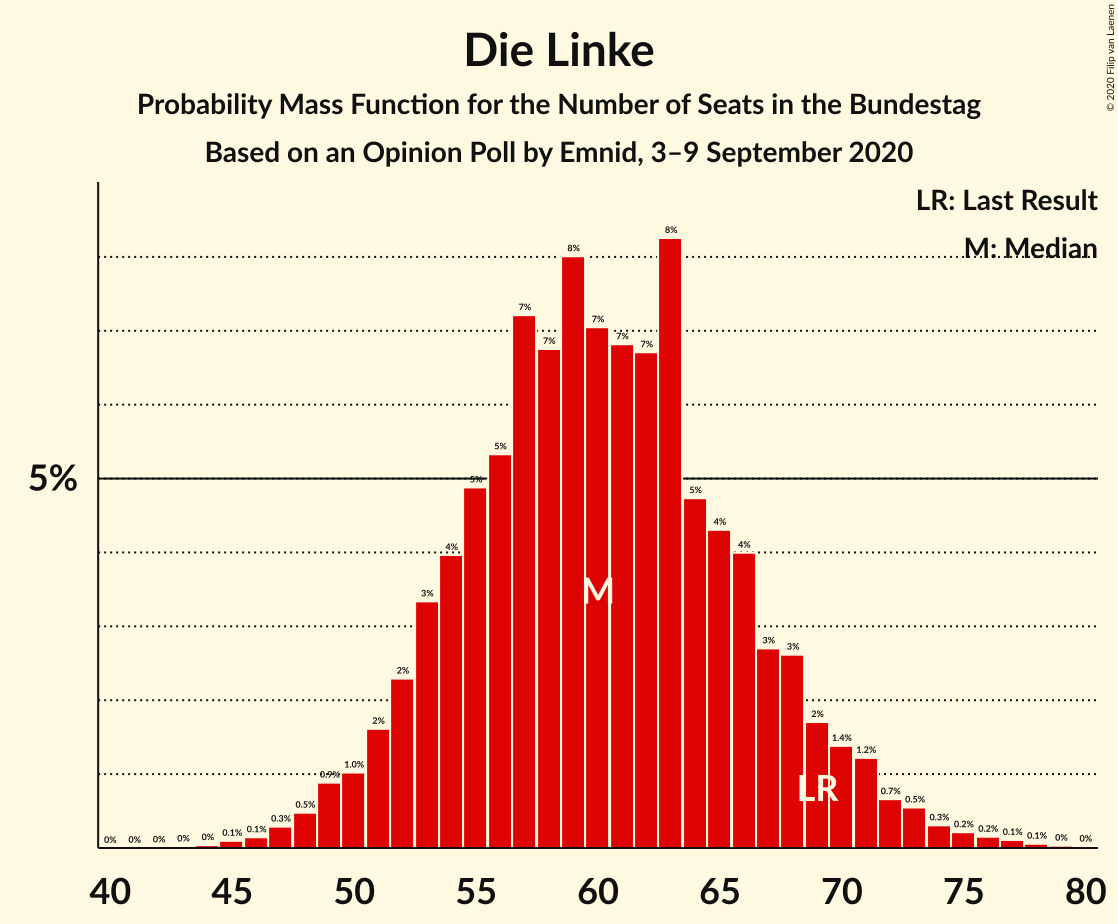 Die Linke
Probability Mass Function for the Number of Seats in the Bundestag
Based on an Opinion Poll by Emnid, 3–9 September 2020
© 2020 Filip van Laenen
LR: Last Result
M: Median
5%
0% 0% 0% 0% 0% 0.1% 0.1% 0.3% 0.5% 0.9% 1.0% 2% 2% 3% 4% 5% 5% 7% 7% 8% 7% 7% 7% 8% 5% 4% 4% 3% 3% 2% 1.4% 1.2% 0.7% 0.5% 0.3% 0.2% 0.2% 0.1% 0.1% 0% 0%
M
LR
40 45 50 55 60 65 70 75 80